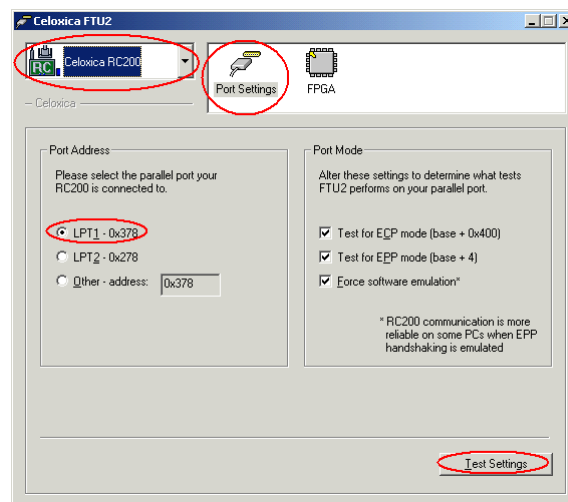 Celoxica FTU2
RC
Celoxica RC200
Celoxica
Port Settings
FPGA
Port Address
Please select the parallel port your
RC200 is connected to.
LPT1 - 0x378
LPT2 - 0x278
Other - address: 0x378
Port Mode
Alter these settings to determine what tests
FTU2 performs on your parallel port.
Test for ECP mode (base + 0x400)
Test for EPP mode (base + 4)
Force software emulation*
* RC200 communication is more
reliable on some PCs when EPP
handshaking is emulated
Test Settings